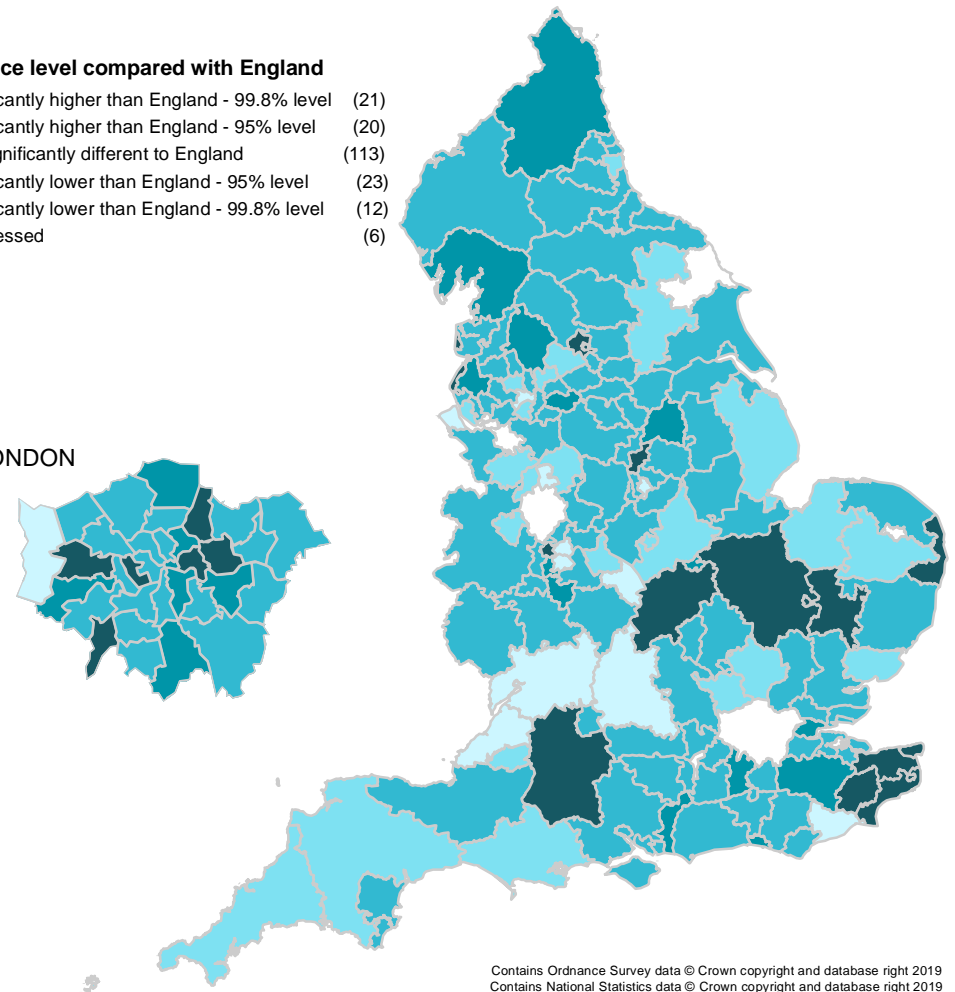 ce level compared with England
cantly higher than England - 99.8% level (21)
cantly higher than England - 95% level (20)
gnificantly different to England (113)
cantly lower than England - 95% level (23)
cantly lower than England - 99.8% level (12)
essed (6)
ONDON
Contains Ordnance Survey data © Crown copyright and database right 2019
Contains National Statistics data © Crown copyright and database right 2019